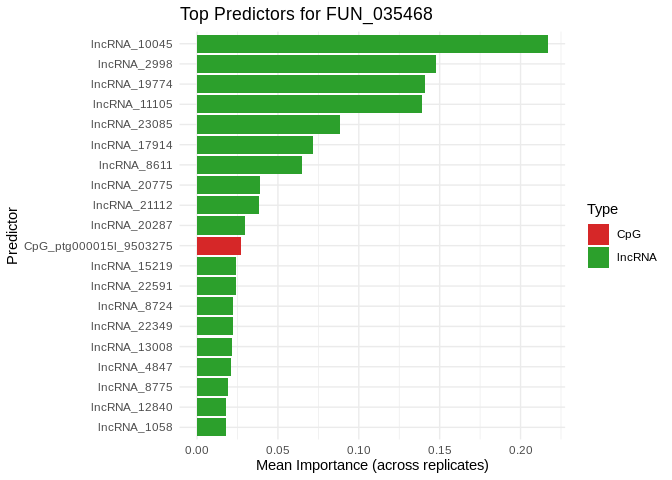 Top Predictors for FUN_035468
Predictor
lncRNA_10045
lncRNA_2998
lncRNA_19774
lncRNA_11105
lncRNA_23085
lncRNA_17914
lncRNA_8611
lncRNA_20775
lncRNA_21112
lncRNA_20287
CpG_ptg000015l_9503275
lncRNA_15219
lncRNA_22591
lncRNA_8724
lncRNA_22349
lncRNA_13008
lncRNA_4847
lncRNA_8775
lncRNA_12840
lncRNA_1058
0.00 0.05 0.10 0.15 0.20
Mean Importance (across replicates)
Type
CpG
lncRNA